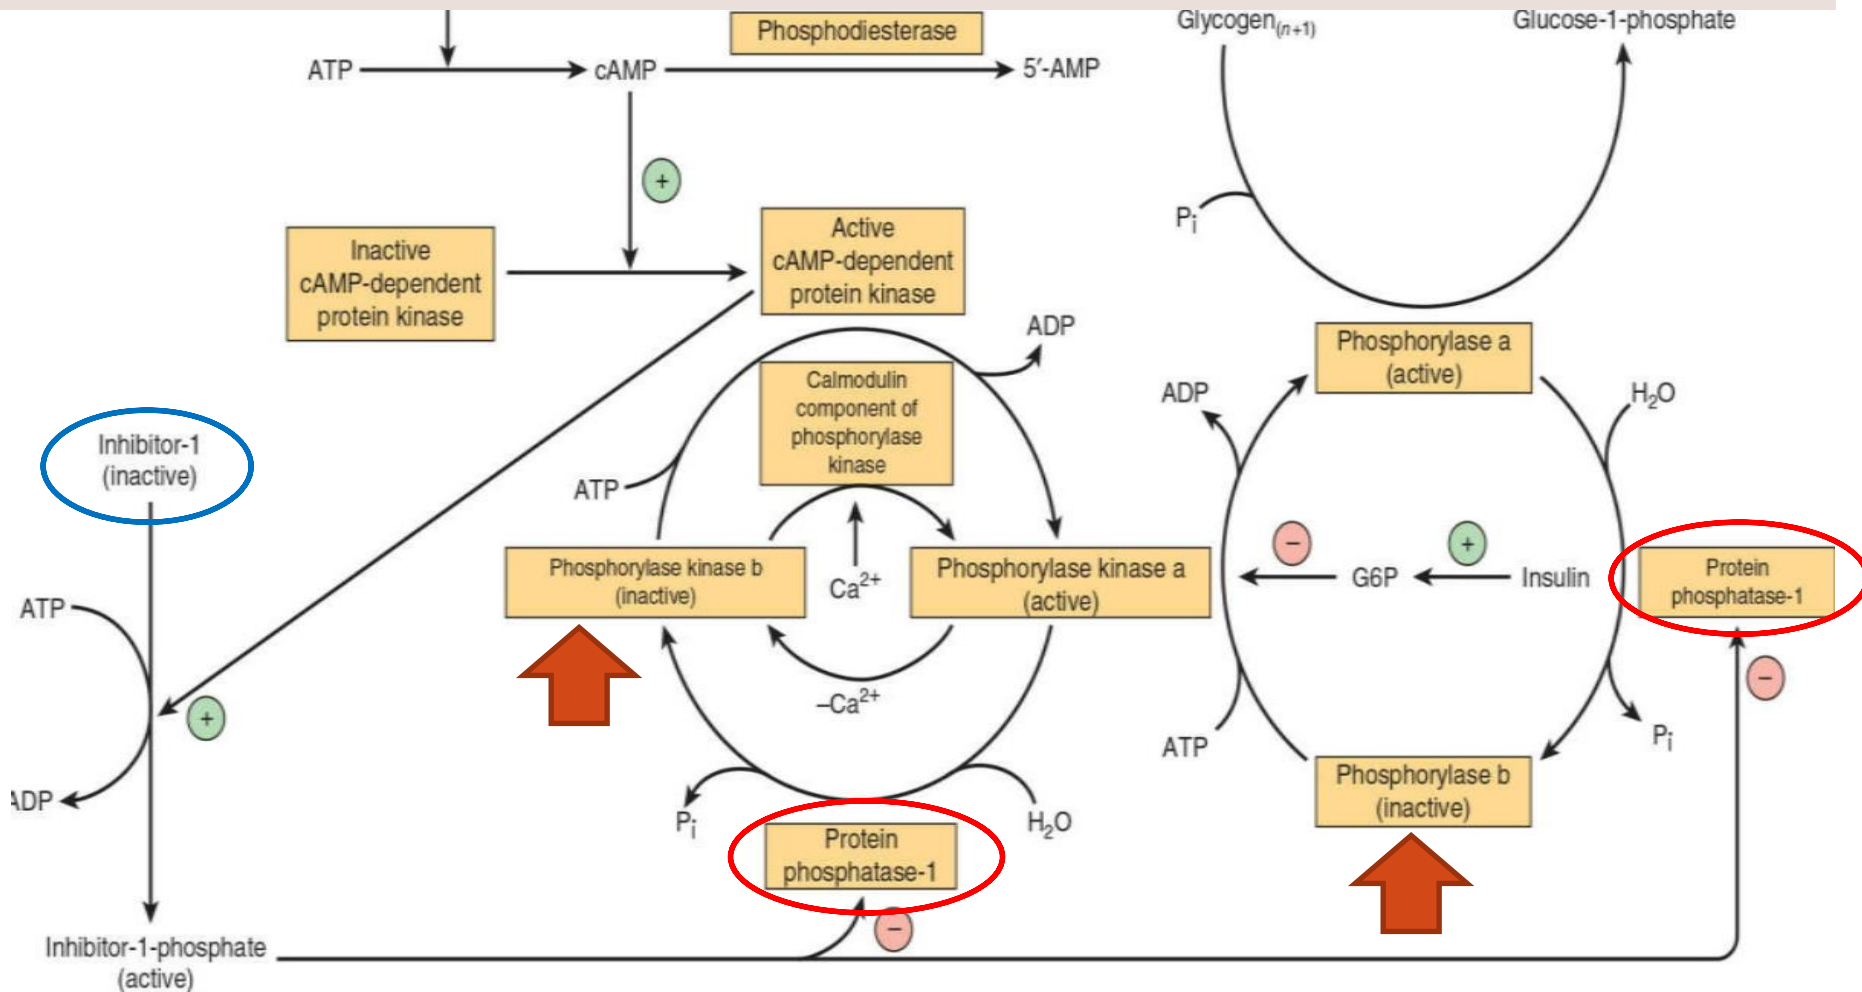 Phosphodiesterase
ATP
cAMP
5′-AMP
Glycogen(n+1)
Glucose-1-phosphate
+
Pi
Inactive
cAMP-dependent
protein kinase
Active
cAMP-dependent
protein kinase
ADP
Calmodulin
component of
phosphorylase
kinase
ATP
Phosphorylase a
(active)
ADP
H2O
Inhibitor-1
(inactive)
Phosphorylase kinase b
(inactive)
Ca2+
Phosphorylase kinase a
(active)
−
G6P
+
Insulin
Protein
phosphatase-1
−
ATP
+
–Ca2+
ATP
Pi
Phosphorylase b
(inactive)
ADP
Pi
H2O
Protein
phosphatase-1
−
Inhibitor-1-phosphate
(active)